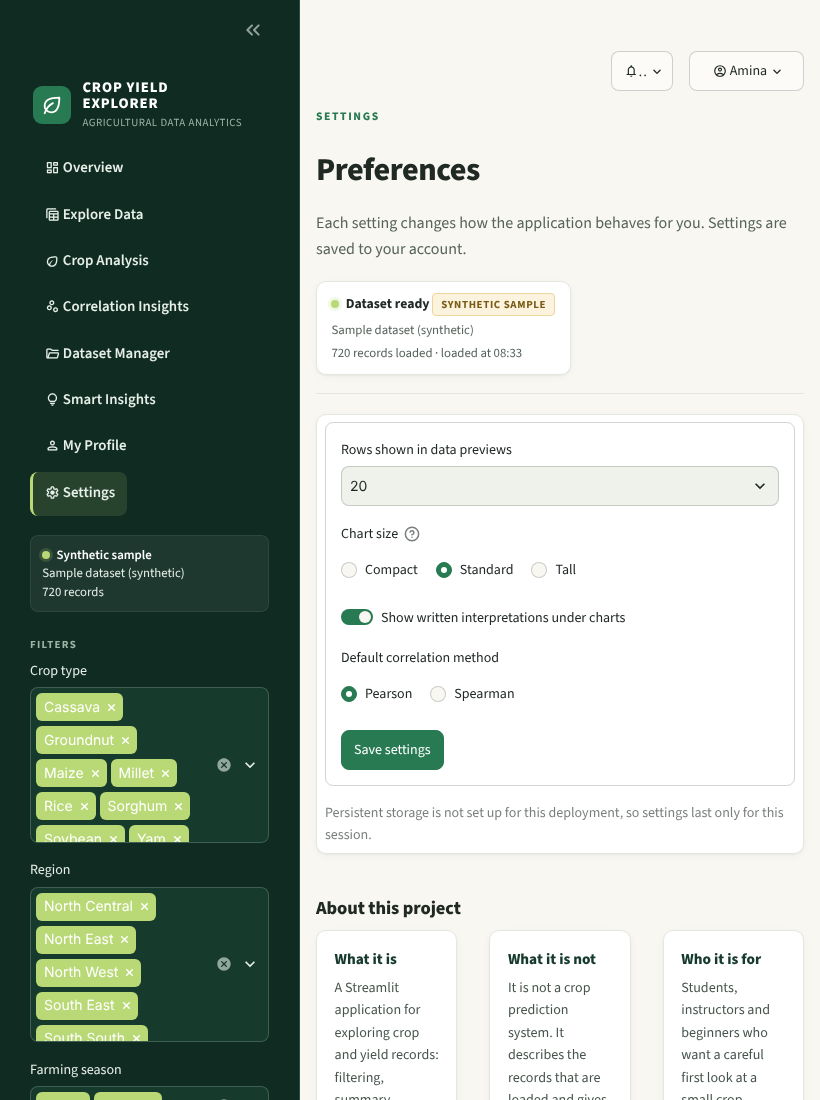 CROP YIELD
EXPLORER
AGRICULTURAL DATA ANALYTICS
Overview
Explore Data
Crop Analysis
Correlation Insights
Dataset Manager
Smart Insights
My Profile
Settings
Synthetic sample
Sample dataset (synthetic)
720 records
FILTERS
Crop type
Cassava ×
Groundnut ×
Maize × Millet ×
Rice × Sorghum ×
Soybean × Yam ×
Region
North Central ×
North East ×
North West ×
South East ×
South South ×
Farming season
..
Amina
SETTINGS
Preferences
Each setting changes how the application behaves for you. Settings are
saved to your account.
Dataset ready SYNTHETIC SAMPLE
Sample dataset (synthetic)
720 records loaded · loaded at 08:33
Rows shown in data previews
20
Chart size ?
Compact Standard Tall
Show written interpretations under charts
Default correlation method
Pearson Spearman
Save settings
Persistent storage is not set up for this deployment, so settings last only for this
session.
About this project
What it is
A Streamlit
application for
exploring crop
and yield records:
filtering,
summary
What it is not
It is not a crop
prediction
system. It
describes the
records that are
loaded and gives
Who it is for
Students,
instructors and
beginners who
want a careful
first look at a
small crop